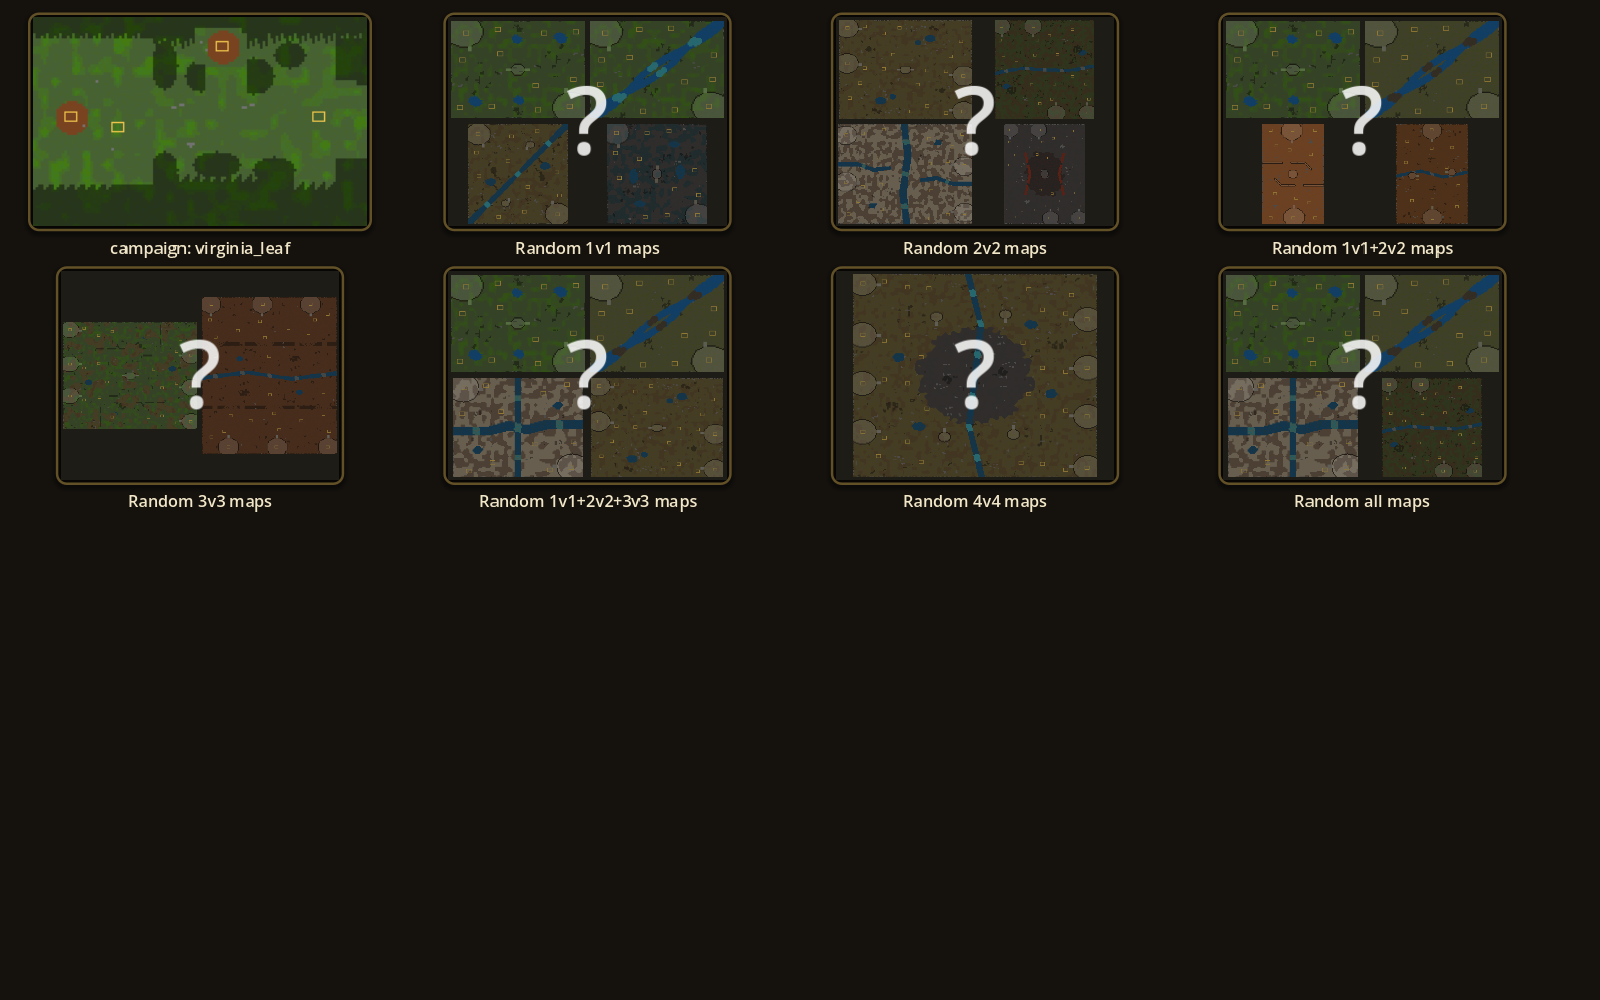 ?
?
?
campaign: virginia_leaf
Random 1v1 maps
Random 2v2 maps
Random 1v1+2v2 maps
?
?
?
?
Random 3v3 maps
Random 1v1+2v2+3v3 maps
Random 4v4 maps
Random all maps